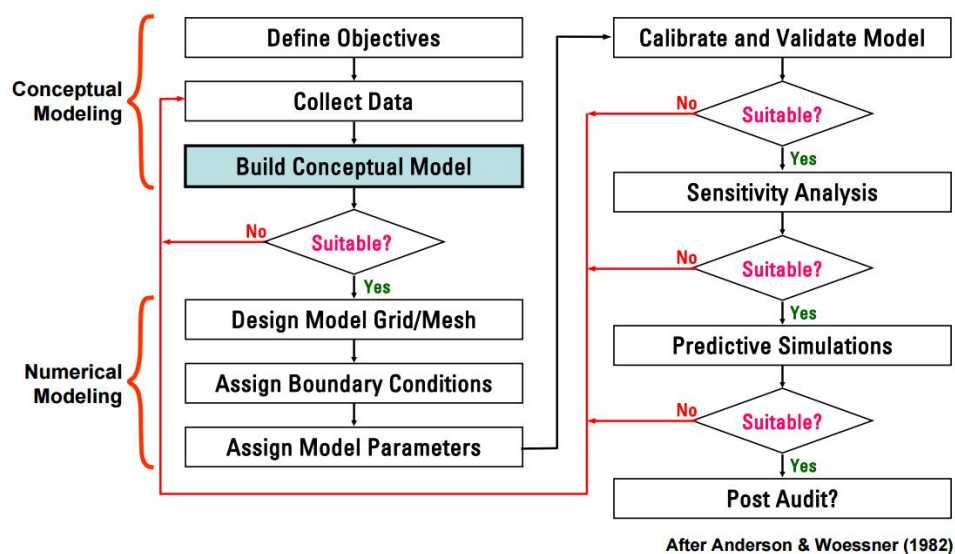 Conceptual
Modeling
Define Objectives
Collect Data
Build Conceptual Model
Suitable?
No
Yes
Numerical
Modeling
Design Model Grid/Mesh
Assign Boundary Conditions
Assign Model Parameters
Calibrate and Validate Model
Suitable?
No
Yes
Sensitivity Analysis
Suitable?
No
Yes
Predictive Simulations
Suitable?
No
Yes
Post Audit?
After Anderson & Woessner (1982)